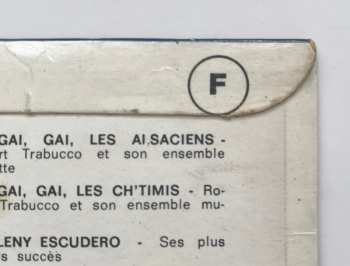 F
GAI, GAI, LES ALSACIENS -
rt Trabucco et son ensemble
tte
GAI, GAI, LES CH'TIMIS - Ro-
Trabucco et son ensemble mu-
LENY ESCUDERO - Ses plus
s succès